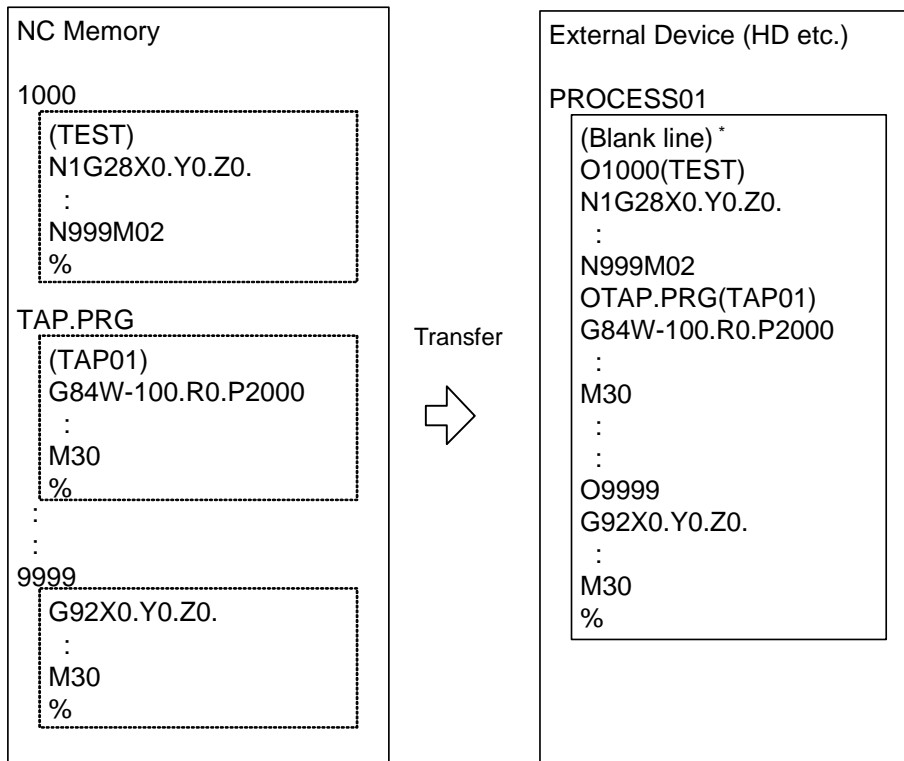 NC Memory
1000
(TEST)
N1G28X0.Y0.Z0.
:
N999M02
%
TAP.PRG
(TAP01)
G84W-100.R0.P2000
:
M30
%
:
:
9999
G92X0.Y0.Z0.
:
M30
%
Transfer
External Device (HD etc.)
PROCESS01
(Blank line) *
O1000(TEST)
N1G28X0.Y0.Z0.
:
N999M02
OTAP.PRG(TAP01)
G84W-100.R0.P2000
:
M30
:
:
O9999
G92X0.Y0.Z0.
:
M30
%